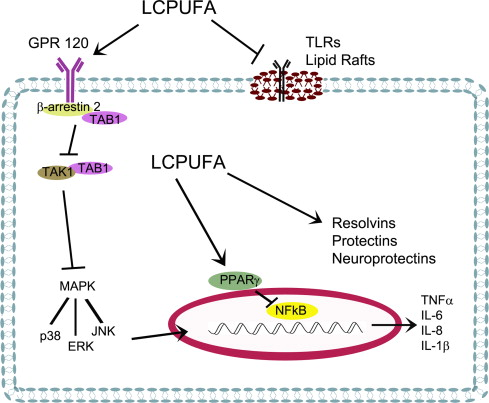 LCPUFA
GPR 120
TLRs
Lipid Rafts
β-arrestin 2
TAB1
TAK1
TAB1
LCPUFA
Resolvins
Protectins
Neuroprotectins
PPARγ
NFkB
MAPK
p38
ERK
JNK
TNFα
IL-6
IL-8
IL-1β